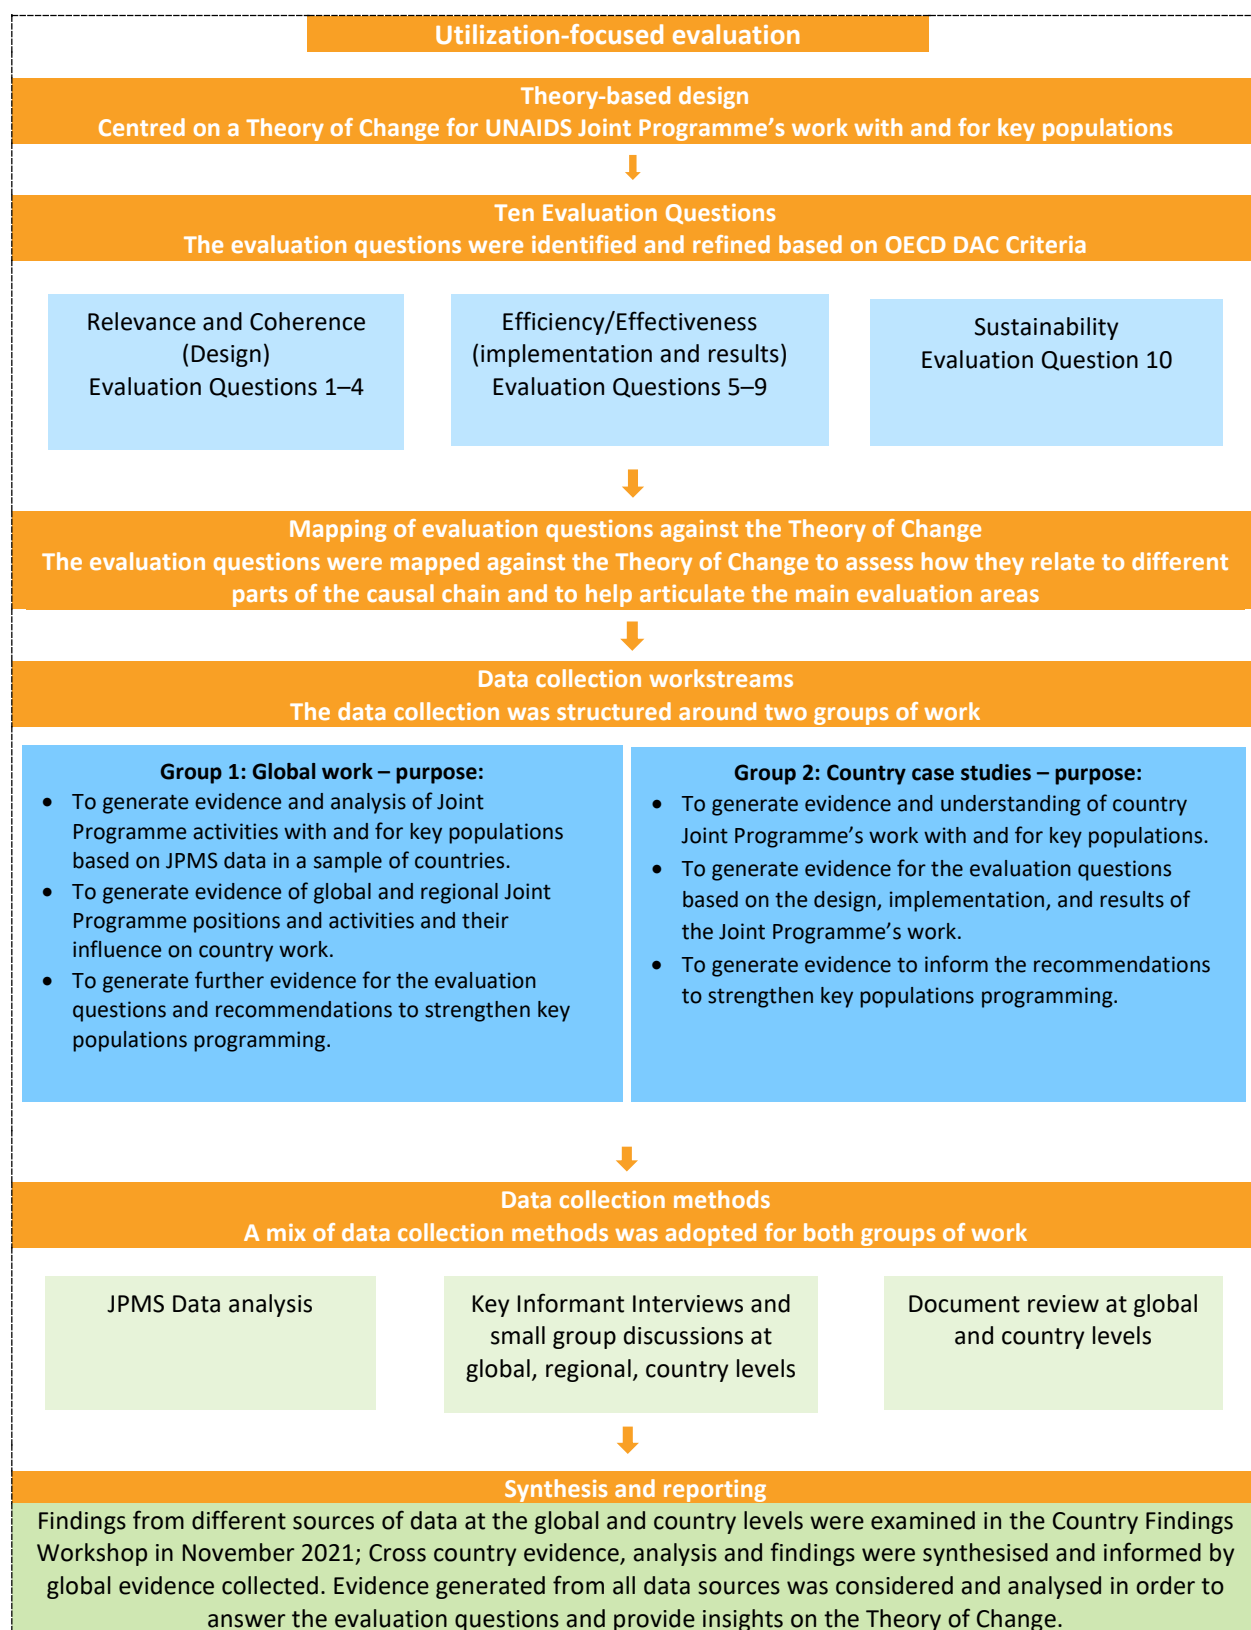 Utilization-focused evaluation
Theory-based design
Centred on a Theory of Change for UNAIDS Joint Programme’s work with and for key populations
Ten Evaluation Questions
The evaluation questions were identified and refined based on OECD DAC Criteria
Relevance and Coherence
(Design)
Evaluation Questions 1–4
Efficiency/Effectiveness
(implementation and results)
Evaluation Questions 5–9
Sustainability
Evaluation Question 10
Mapping of evaluation questions against the Theory of Change
The evaluation questions were mapped against the Theory of Change to assess how they relate to different
parts of the causal chain and to help articulate the main evaluation areas
Data collection workstreams
The data collection was structured around two groups of work
Group 1: Global work – purpose:
• To generate evidence and analysis of Joint
Programme activities with and for key populations
based on JPMS data in a sample of countries.
• To generate evidence of global and regional Joint
Programme positions and activities and their
influence on country work.
• To generate further evidence for the evaluation
questions and recommendations to strengthen key
populations programming.
Group 2: Country case studies – purpose:
• To generate evidence and understanding of country
Joint Programme’s work with and for key populations.
• To generate evidence for the evaluation questions
based on the design, implementation, and results of
the Joint Programme’s work.
• To generate evidence to inform the recommendations
to strengthen key populations programming.
Data collection methods
A mix of data collection methods was adopted for both groups of work
JPMS Data analysis
Key Informant Interviews and
small group discussions at
global, regional, country levels
Document review at global
and country levels
Synthesis and reporting
Findings from different sources of data at the global and country levels were examined in the Country Findings
Workshop in November 2021; Cross country evidence, analysis and findings were synthesised and informed by
global evidence collected. Evidence generated from all data sources was considered and analysed in order to
answer the evaluation questions and provide insights on the Theory of Change.